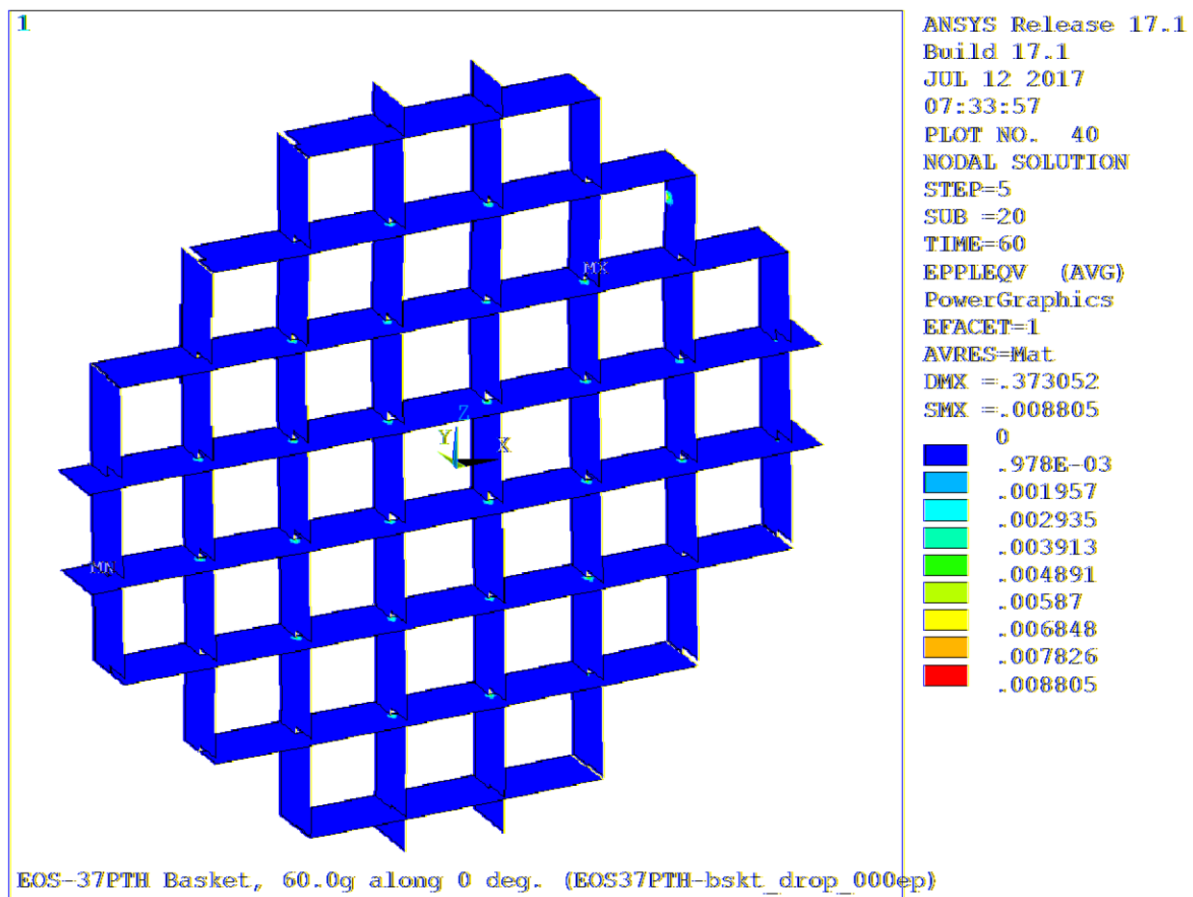 1
ANSYS Release 17.1
Build 17.1
JUL 12 2017
07:33:57
PLOT NO. 40
NODAL SOLUTION
STEP=5
SUB =20
TIME=60
EPPLEQV (AVG)
PowerGraphics
EFACET=1
AVRES=Mat
DMX =.373052
SMX =.008805
0
.978E-03
.001957
.002935
.003913
.004891
.00587
.006848
.007826
.008805
MX
Z
Y
X
MN
EOS-37PTH Basket, 60.0g along 0 deg. (EOS37PTH-bskt_drop_000ep)